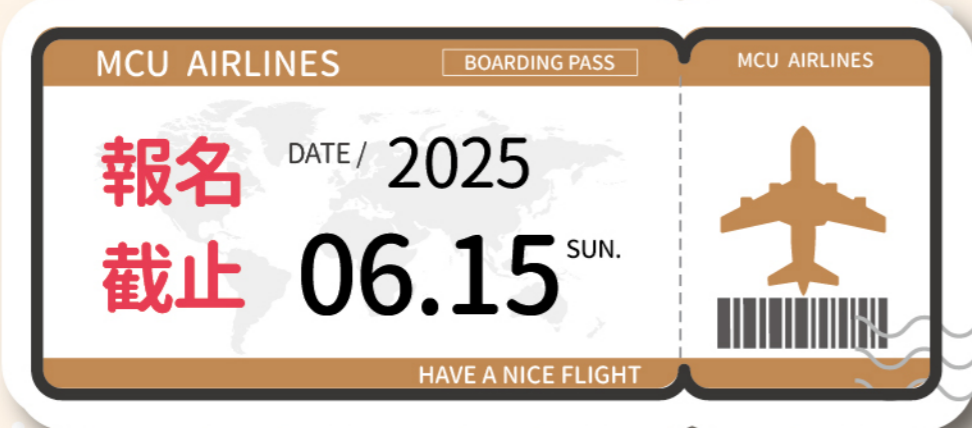 MCU AIRLINES
BOARDING PASS
MCU AIRLINES
報名
截止
DATE / 2025
06.15 SUN.
HAVE A NICE FLIGHT